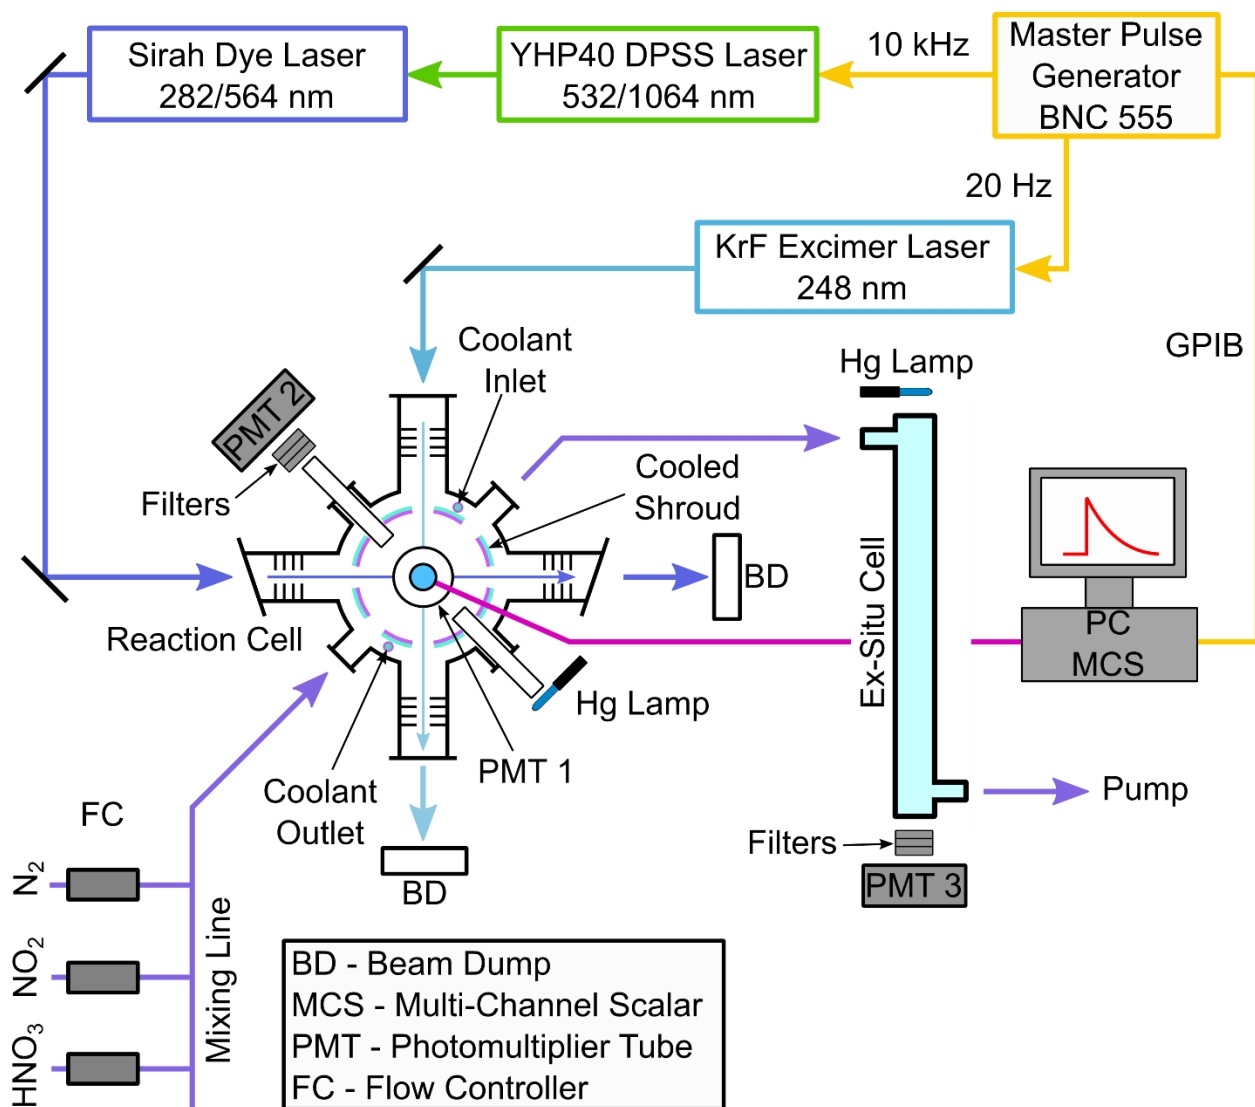 Sirah Dye Laser
282/564 nm
YHP40 DPSS Laser
532/1064 nm
10 kHz
Master Pulse
Generator
BNC 555
20 Hz
KrF Excimer Laser
248 nm
GPIB
Coolant
Inlet
Hg Lamp
PMT 2
Filters
Cooled
Shroud
Ex-Situ Cell
BD
Reaction Cell
PC
MCS
Hg Lamp
PMT 1
Coolant
Outlet
Pump
FC
Filters
PMT 3
BD
N₂
NO₂
HNO₃
Mixing Line
BD - Beam Dump
MCS - Multi-Channel Scalar
PMT - Photomultiplier Tube
FC - Flow Controller